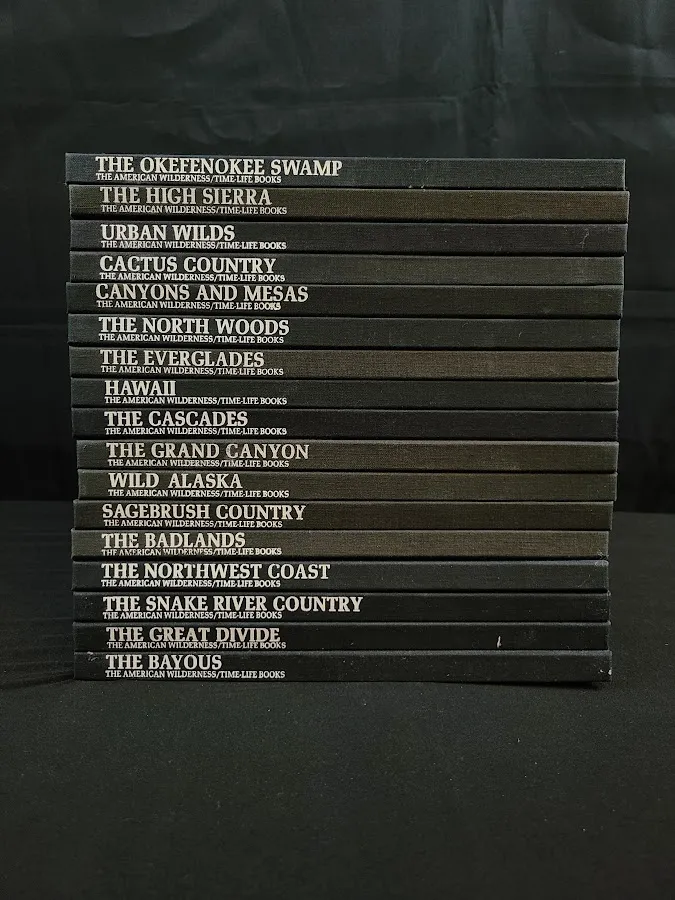 THE OKEFENOKEE SWAMP
THE AMERICAN WILDERNESS/TIME-LIFE BOOKS
THE HIGH SIERRA
THE AMERICAN WILDERNESS/TIME-LIFE BOOKS
URBAN WILDS
THE AMERICAN WILDERNESS/TIME-LIFE BOOKS
CACTUS COUNTRY
THE AMERICAN WILDERNESS/TIME-LIFE BOOKS
CANYONS AND MESAS
THE AMERICAN WILDERNESS/TIME-LIFE BOOKS
THE NORTH WOODS
THE AMERICAN WILDERNESS/TIME-LIFE BOOKS
THE EVERGLADES
THE AMERICAN WILDERNESS/TIME-LIFE BOOKS
HAWAII
THE AMERICAN WILDERNESS/TIME-LIFE BOOKS
THE CASCADES
THE AMERICAN WILDERNESS/TIME-LIFE BOOKS
THE GRAND CANYON
THE AMERICAN WILDERNESS/TIME-LIFE BOOKS
WILD ALASKA
THE AMERICAN WILDERNESS/TIME-LIFE BOOKS
SAGEBRUSH COUNTRY
THE AMERICAN WILDERNESS/TIME-LIFE BOOKS
THE BADLANDS
THE AMERICAN WILDERNESS/TIME-LIFE BOOKS
THE NORTHWEST COAST
THE AMERICAN WILDERNESS/TIME-LIFE BOOKS
THE SNAKE RIVER COUNTRY
THE AMERICAN WILDERNESS/TIME-LIFE BOOKS
THE GREAT DIVIDE
THE AMERICAN WILDERNESS/TIME-LIFE BOOKS
THE BAYOUS
THE AMERICAN WILDERNESS/TIME-LIFE BOOKS